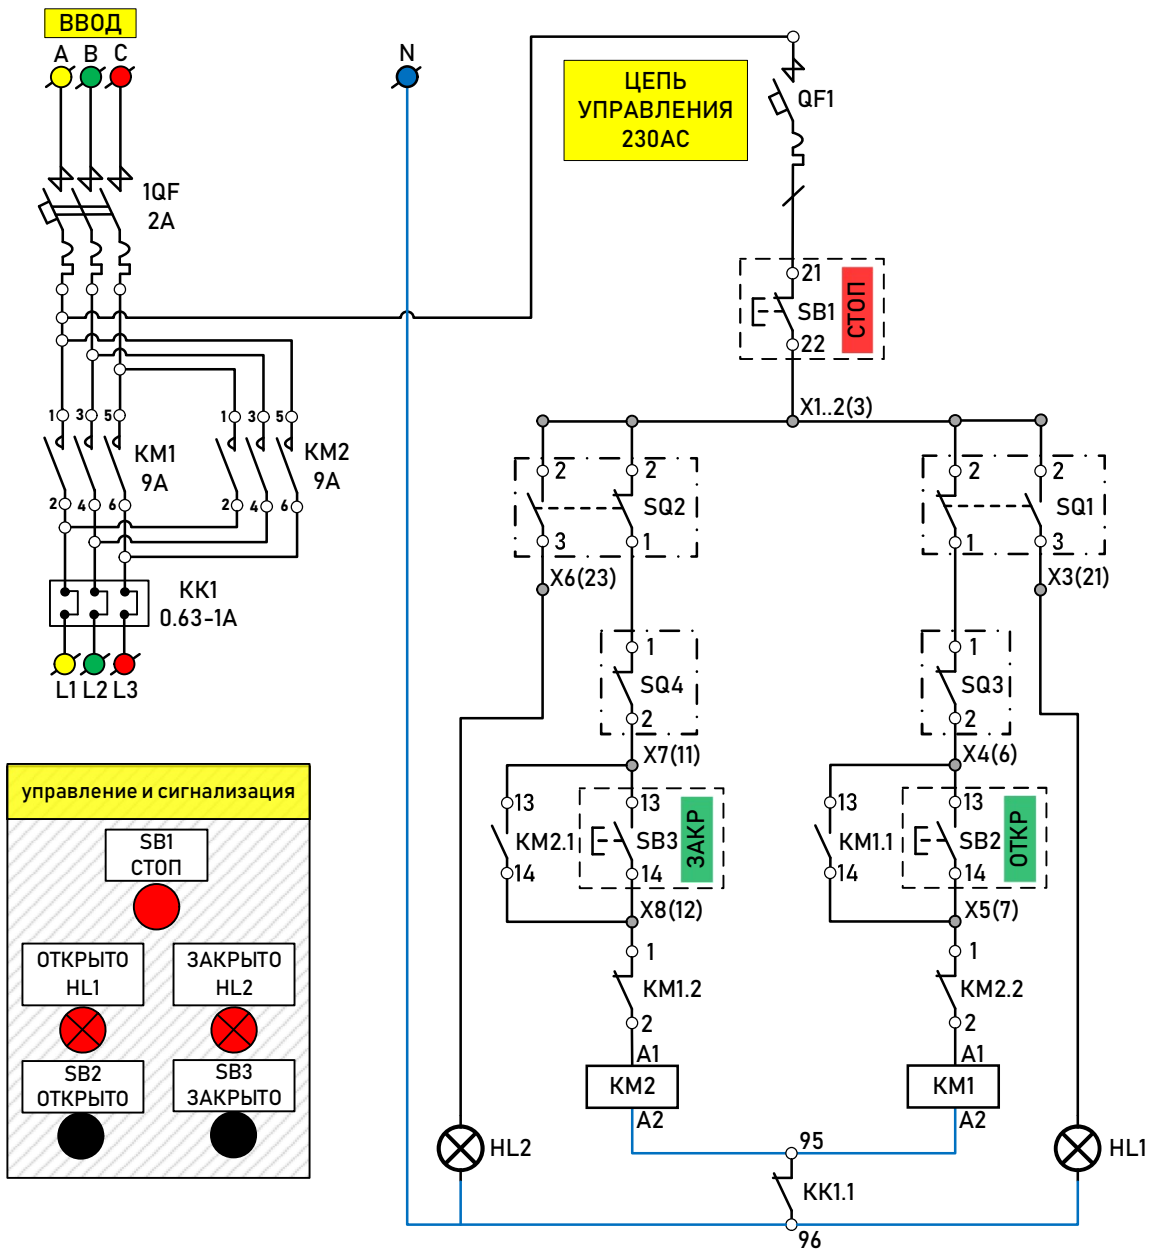 ВВОД
A B C
N
ЦЕПЬ
УПРАВЛЕНИЯ
230AC
QF1
1QF
2A
21
SB1
СТОП
22
X1..2(3)
1 3 5
1 3 5
KM1
9A
KM2
9A
2 4 6
2 4 6
2 2
SQ2
3 1
2 2
SQ1
1 3
X6(23)
X3(21)
KK1
0.63-1A
L1 L2 L3
1
SQ4
2
1
SQ3
2
X7(11)
X4(6)
13
KM2.1
14
13
SB3
14
ЗАКР
13
KM1.1
14
13
SB2
14
ОТКР
X8(12)
X5(7)
1
KM1.2
2
1
KM2.2
2
A1
KM2
A2
A1
KM1
A2
HL2
HL1
95
KK1.1
96
управление и сигнализация
SB1
СТОП
ОТКРЫТО
HL1
ЗАКРЫТО
HL2
SB2
ОТКРЫТО
SB3
ЗАКРЫТО